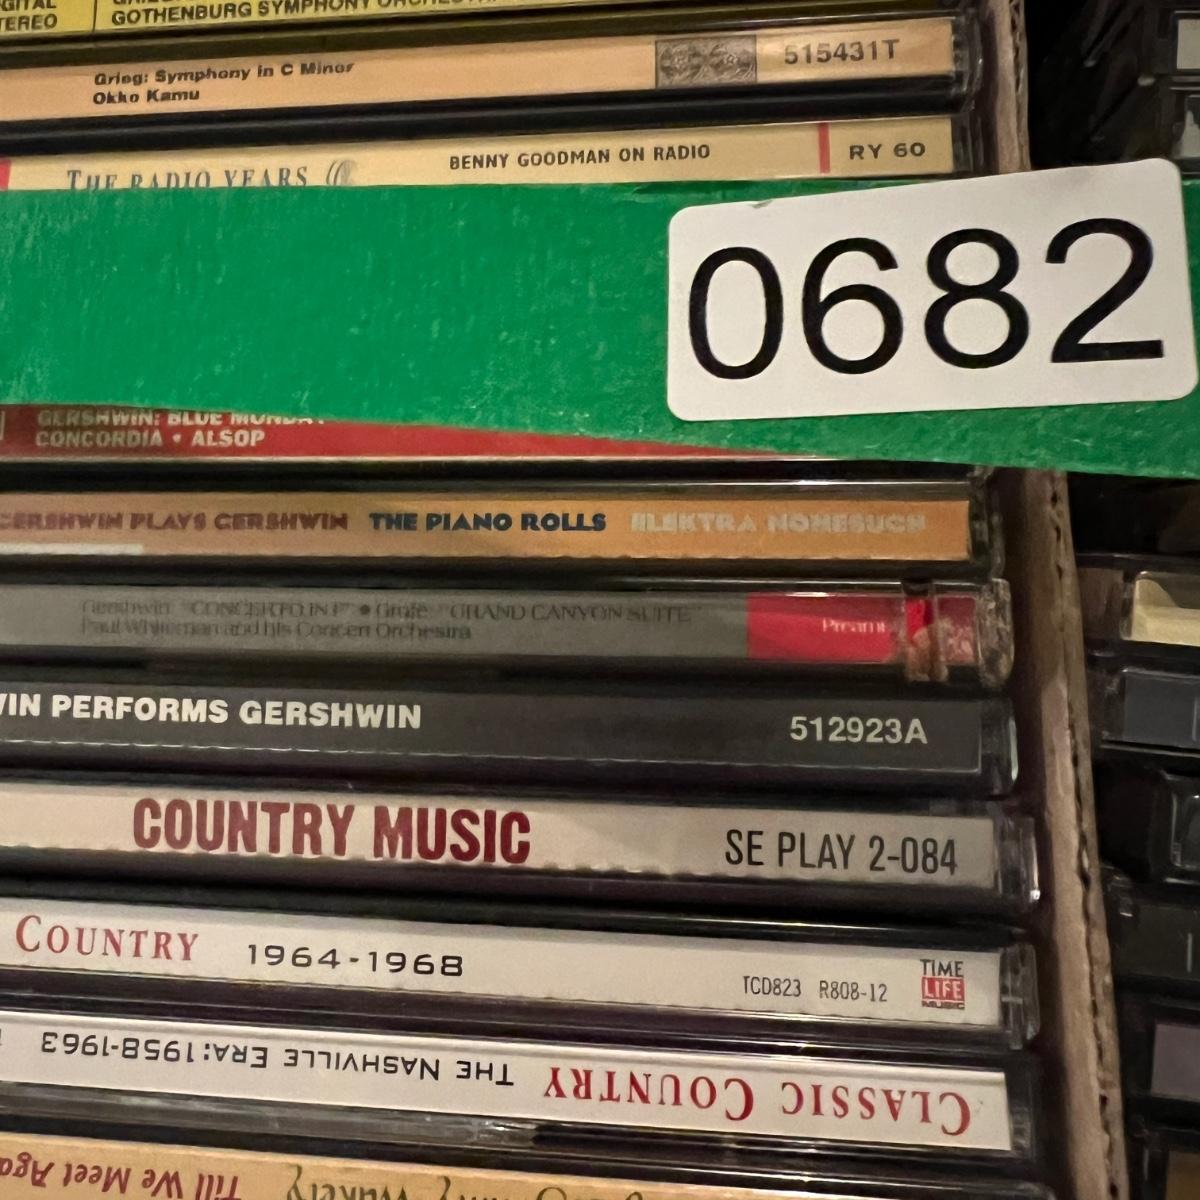 GOTHENBURG SYMPHONY
Grieg: Symphony in C Minor
Okko Kamu
515431T
THE RADIO YEARS
BENNY GOODMAN ON RADIO
RY 60
0682
GERSHWIN: BLUE MONDAY
CONCORDIA • ALSOP
GERSHWIN PLAYS GERSHWIN THE PIANO ROLLS ELEKTRA NONESUCH
Gershwin: "CONCERTO IN F" • Grofe: "GRAND CANYON SUITE"
Paul Whiteman and his Concert Orchestra
PERFORMS GERSHWIN
512923A
COUNTRY MUSIC
SE PLAY 2-084
COUNTRY 1964-1968
TCD823 R808-12
TIME
LIFE
MUSIC
CLASSIC COUNTRY THE NASHVILLE ERA: 1958-1963
Till We Meet